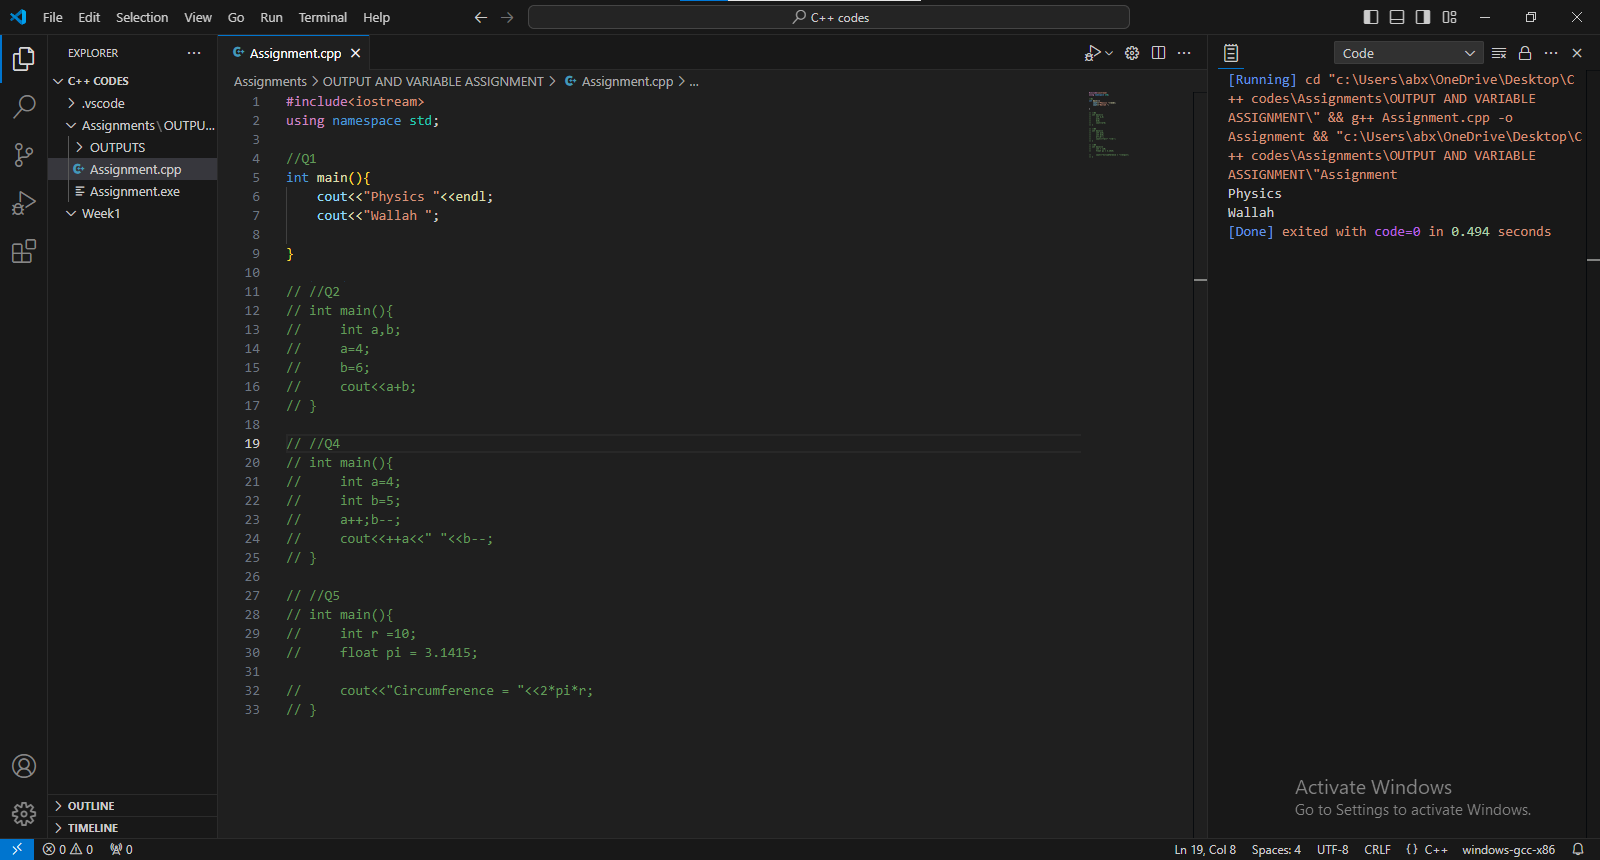 File Edit Selection View Go Run Terminal Help
C++ codes
EXPLORER
C++ CODES
.vscode
Assignments\OUTPU...
OUTPUTS
Assignment.cpp
Assignment.exe
Week1
OUTLINE
TIMELINE
Assignment.cpp
Assignments > OUTPUT AND VARIABLE ASSIGNMENT > Assignment.cpp > ...
1 #include<iostream>
2 using namespace std;
3
4 //Q1
5 int main(){
6     cout<<"Physics "<<endl;
7     cout<<"Wallah ";
8
9 }
10
11 // //Q2
12 // int main(){
13 //     int a,b;
14 //     a=4;
15 //     b=6;
16 //     cout<<a+b;
17 // }
18
19 // //Q4
20 // int main(){
21 //     int a=4;
22 //     int b=5;
23 //     a++;b--;
24 //     cout<<++a<<" "<<b--;
25 // }
26
27 // //Q5
28 // int main(){
29 //     int r =10;
30 //     float pi = 3.1415;
31
32 //     cout<<"Circumference = "<<2*pi*r;
33 // }
Code
[Running] cd "c:\Users\abx\OneDrive\Desktop\C
++ codes\Assignments\OUTPUT AND VARIABLE
ASSIGNMENT\" && g++ Assignment.cpp -o
Assignment && "c:\Users\abx\OneDrive\Desktop\C
++ codes\Assignments\OUTPUT AND VARIABLE
ASSIGNMENT\"Assignment
Physics
Wallah
[Done] exited with code=0 in 0.494 seconds
Activate Windows
Go to Settings to activate Windows.
0 0 0
Ln 19, Col 8 Spaces: 4 UTF-8 CRLF {} C++ windows-gcc-x86